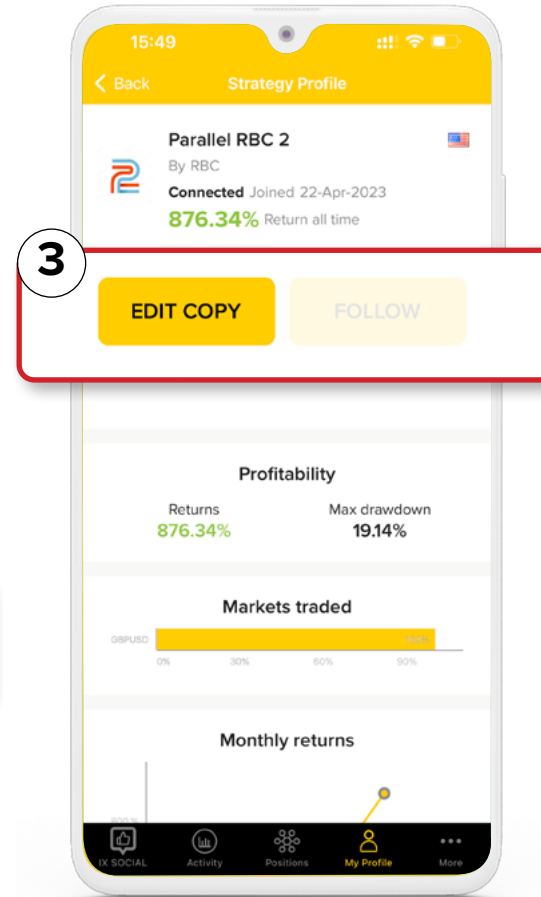 15:49
Back
Strategy Profile
Parallel RBC 2
By RBC
Connected Joined 22-Apr-2023
876.34% Return all time
3
EDIT COPY
FOLLOW
Profitability
Returns
Max drawdown
876.34%
19.14%
Markets traded
GBPUSD
100%
0%
30%
60%
90%
Monthly returns
IX SOCIAL
Activity
Positions
My Profile
More